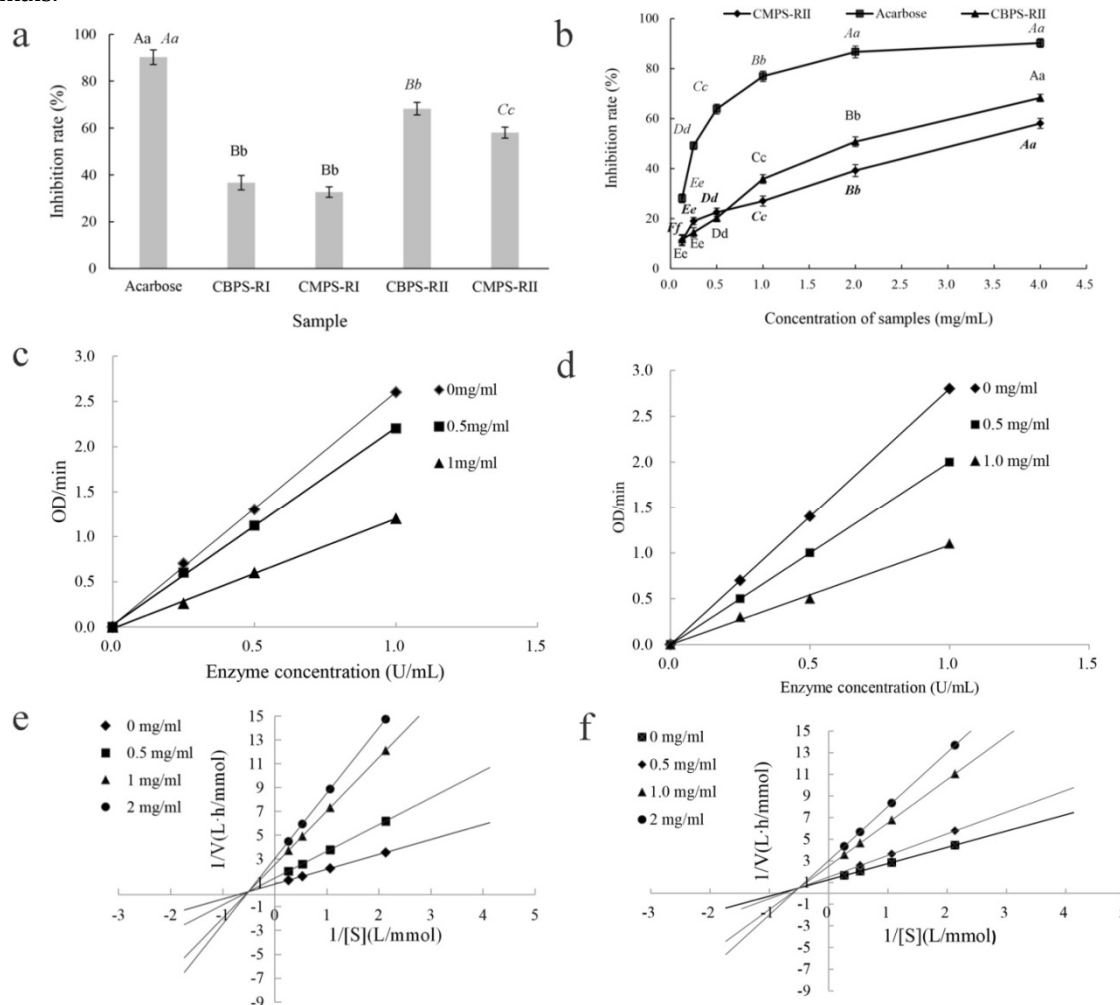 a
Inhibition rate (%)
100
80
60
40
20
0
Aa Aa
Bb
Bb
Bb
Cc
Acarbose CBPS-RI CMPS-RI CBPS-RII CMPS-RII
Sample
b
CMPS-RII Acarbose CBPS-RII
Inhibition rate (%)
100
80
60
40
20
0
Aa
Aa
Bb
Aa
Cc
Bb
Dd
Cc
Aa
Ee
Dd
Bb
Ee
Cc
Ff
Dd
Ee
Ee
0.0 0.5 1.0 1.5 2.0 2.5 3.0 3.5 4.0 4.5
Concentration of samples (mg/mL)
c
OD/min
3.0
2.5
2.0
1.5
1.0
0.5
0.0
0mg/ml
0.5mg/ml
1mg/ml
0.0 0.5 1.0 1.5
Enzyme concentration (U/mL)
d
OD/min
3.0
2.5
2.0
1.5
1.0
0.5
0.0
0 mg/ml
0.5 mg/ml
1.0 mg/ml
0.0 0.5 1.0 1.5
Enzyme concentration (U/mL)
e
0 mg/ml
0.5 mg/ml
1 mg/ml
2 mg/ml
1/V(L·h/mmol)
15
13
11
9
7
5
3
1
-1
-3
-5
-7
-9
-3 -2 -1 0 1 2 3 4 5
1/[S](L/mmol)
f
0 mg/ml
0.5 mg/ml
1.0 mg/ml
2 mg/ml
1/V(L·h/mmol)
15
13
11
9
7
5
3
1
-1
-3
-5
-7
-9
-3 -2 -1 0 1 2 3 4 5
1/[S](L/mmol)